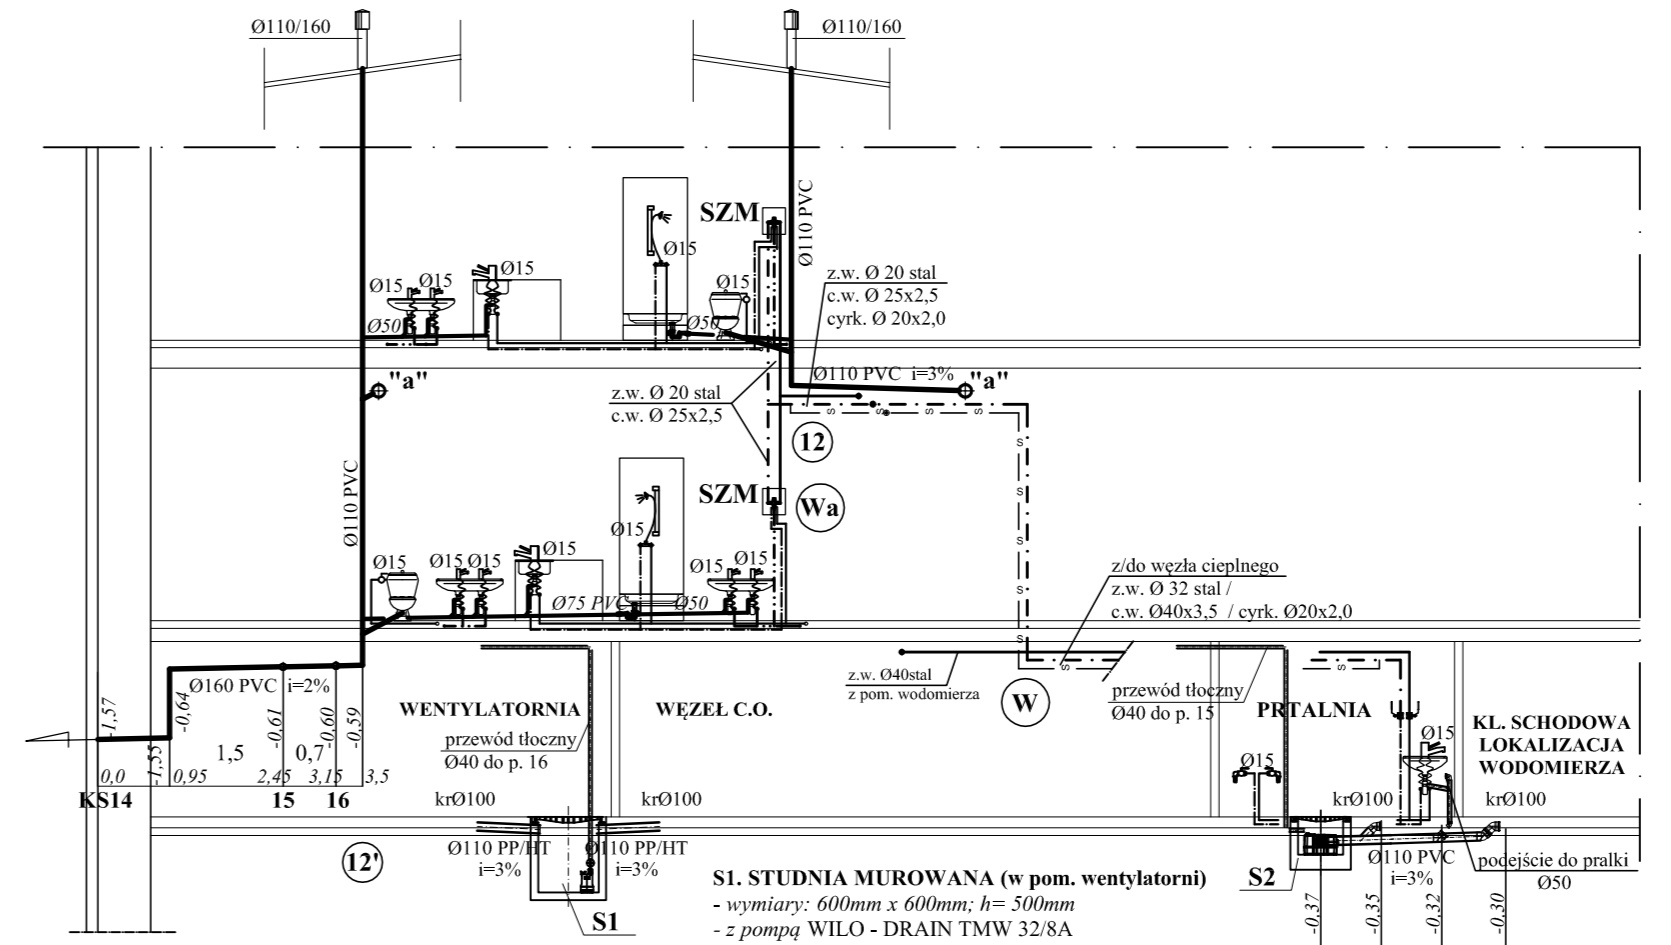 Ø110/160
Ø110/160
Ø110 PVC
SZM
Ø15
Ø15
Ø15
Ø15
Ø15
Ø50
Ø50
z.w. Ø 20 stal
c.w. Ø 25x2,5
cyrk. Ø 20x2,0
"a"
Ø110 PVC i=3%
"a"
z.w. Ø 20 stal
c.w. Ø 25x2,5
S
S
S
S
12
S
S
S
S
Ø110 PVC
SZM
Wa
Ø15
Ø15
Ø15
Ø15
Ø15
Ø15
Ø15
Ø75 PVC
Ø50
z/do węzła cieplnego
z.w. Ø 32 stal /
c.w. Ø40x3,5 / cyrk. Ø20x2,0
S
z.w. Ø40stal
z pom. wodomierza
W
Ø160 PVC i=2%
-1,57
-0,64
-0,61
-0,60
-0,59
-1,55
1,5
0,7
0,0
0,95
2,45
3,15
3,5
KS14
15
16
WENTYLATORNIA
przewód tłoczny
Ø40 do p. 16
WĘZEŁ C.O.
przewód tłoczny
Ø40 do p. 15
PRTALNIA
Ø15
Ø15
KL. SCHODOWA
LOKALIZACJA
WODOMIERZA
krØ100
krØ100
krØ100
krØ100
12'
Ø110 PP/HT
i=3%
Ø110 PP/HT
i=3%
S1
S1. STUDNIA MUROWANA (w pom. wentylatorni)
- wymiary: 600mm x 600mm; h= 500mm
- z pompą WILO - DRAIN TMW 32/8A
S2
Ø110 PVC
i=3%
podejście do pralki
Ø50
-0,37
-0,35
-0,32
-0,30